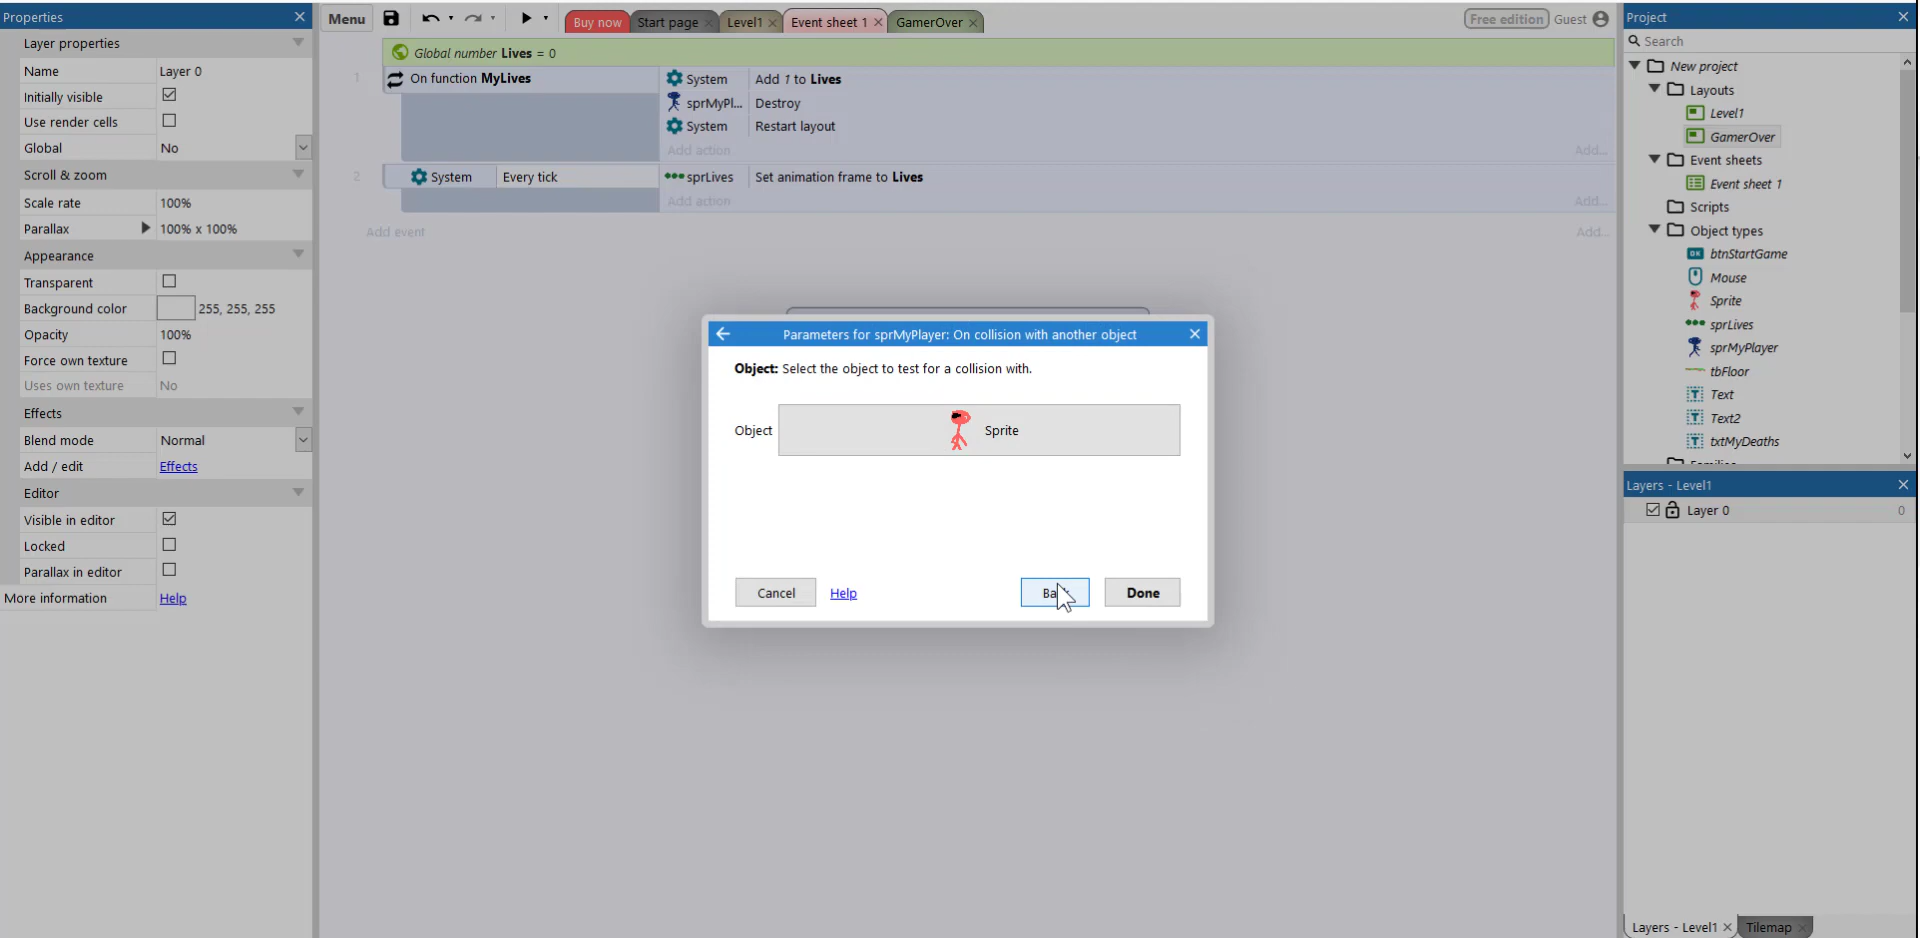 Properties
Layer properties
Name Layer 0
Initially visible
Use render cells
Global No
Scroll & zoom
Scale rate 100%
Parallax 100% x 100%
Appearance
Transparent
Background color 255, 255, 255
Opacity 100%
Force own texture
Uses own texture No
Effects
Blend mode Normal
Add / edit Effects
Editor
Visible in editor
Locked
Parallax in editor
More information Help
Menu Buy now Start page Level1 Event sheet 1 GamerOver Free edition Guest
Global number Lives = 0
1 On function MyLives System Add 1 to Lives
sprMyPl... Destroy
System Restart layout
Add action Add...
2 System Every tick sprLives Set animation frame to Lives
Add action Add...
Add event Add...
Parameters for sprMyPlayer: On collision with another object
Object: Select the object to test for a collision with.
Object Sprite
Cancel Help Done
Project
Search
New project
Layouts
Level1
GamerOver
Event sheets
Event sheet 1
Scripts
Object types
btnStartGame
OK
Mouse
Sprite
sprLives
sprMyPlayer
tbFloor
Text
Text2
txtMyDeaths
Layers - Level1
Layer 0 0
Layers - Level1 Tilemap